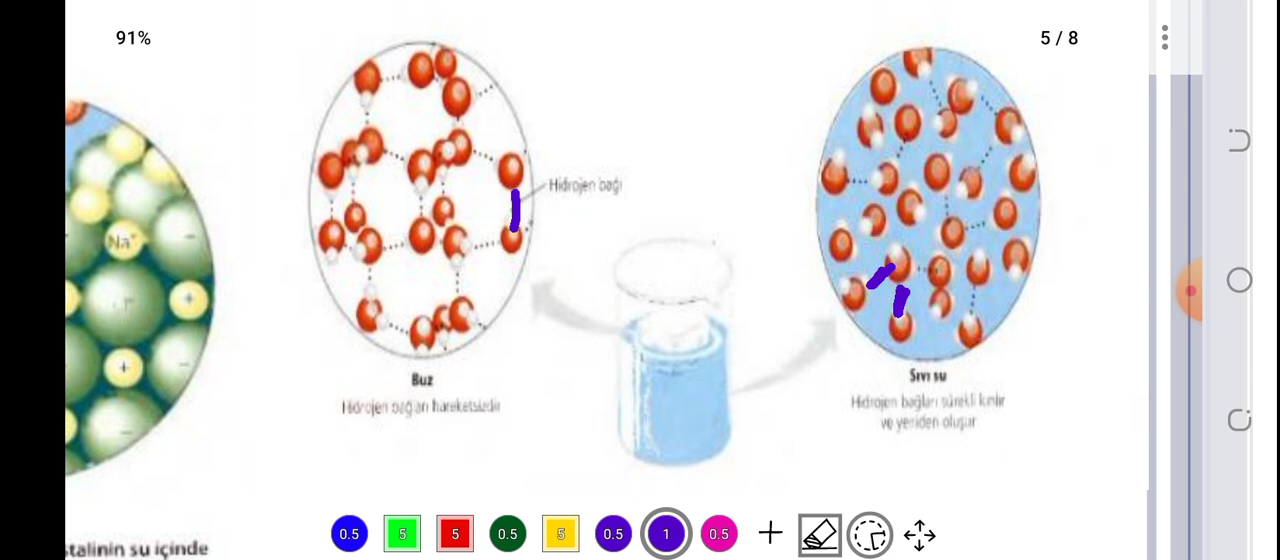 91%
5 / 8
Hidrojen bağı
Na⁺
+
+
Buz
Hidrojen bağları hareketsizdir
Sıvı su
Hidrojen bağları sürekli kırılır
ve yeniden oluşur
stalinin su içinde
0.5
5
5
0.5
5
0.5
1
0.5